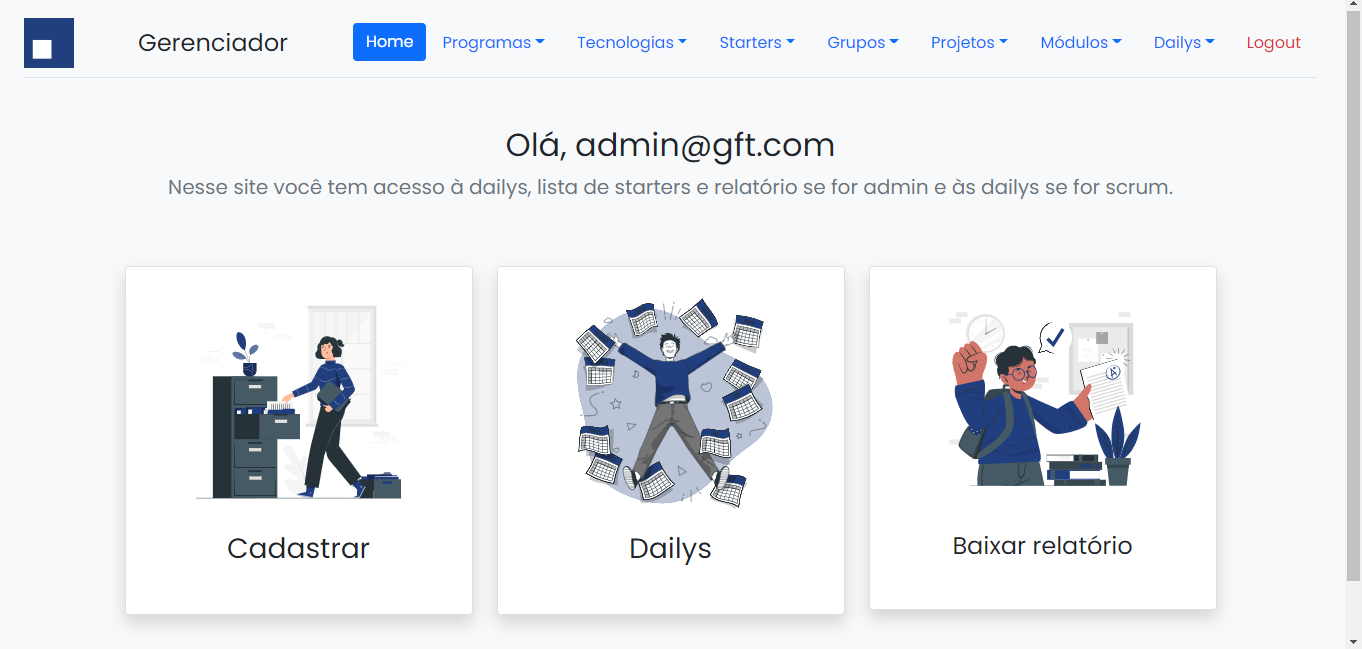 Gerenciador Home Programas Tecnologias Starters Grupos Projetos Módulos Dailys Logout
Olá, admin@gft.com
Nesse site você tem acesso à dailys, lista de starters e relatório se for admin e às dailys se for scrum.
A
Cadastrar Dailys Baixar relatório